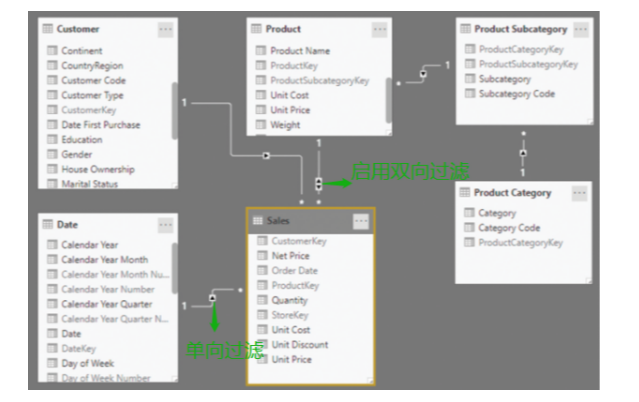 Customer
Continent
CountryRegion
Customer Code
Customer Type
CustomerKey
Date First Purchase
Education
Gender
House Ownership
Marital Status
1
Product
Product Name
ProductKey
ProductSubcategoryKey
Unit Cost
Unit Price
Weight
1
1
Product Subcategory
ProductCategoryKey
ProductSubcategoryKey
Subcategory
Subcategory Code
1
启用双向过滤
Product Category
Category
Category Code
ProductCategoryKey
Date
Calendar Year
Calendar Year Month
Calendar Year Month Nu...
Calendar Year Number
Calendar Year Quarter
Calendar Year Quarter N...
Date
DateKey
Day of Week
Day of Week Number
1
单向过滤
Sales
CustomerKey
Net Price
Order Date
ProductKey
Quantity
StoreKey
Unit Cost
Unit Discount
Unit Price